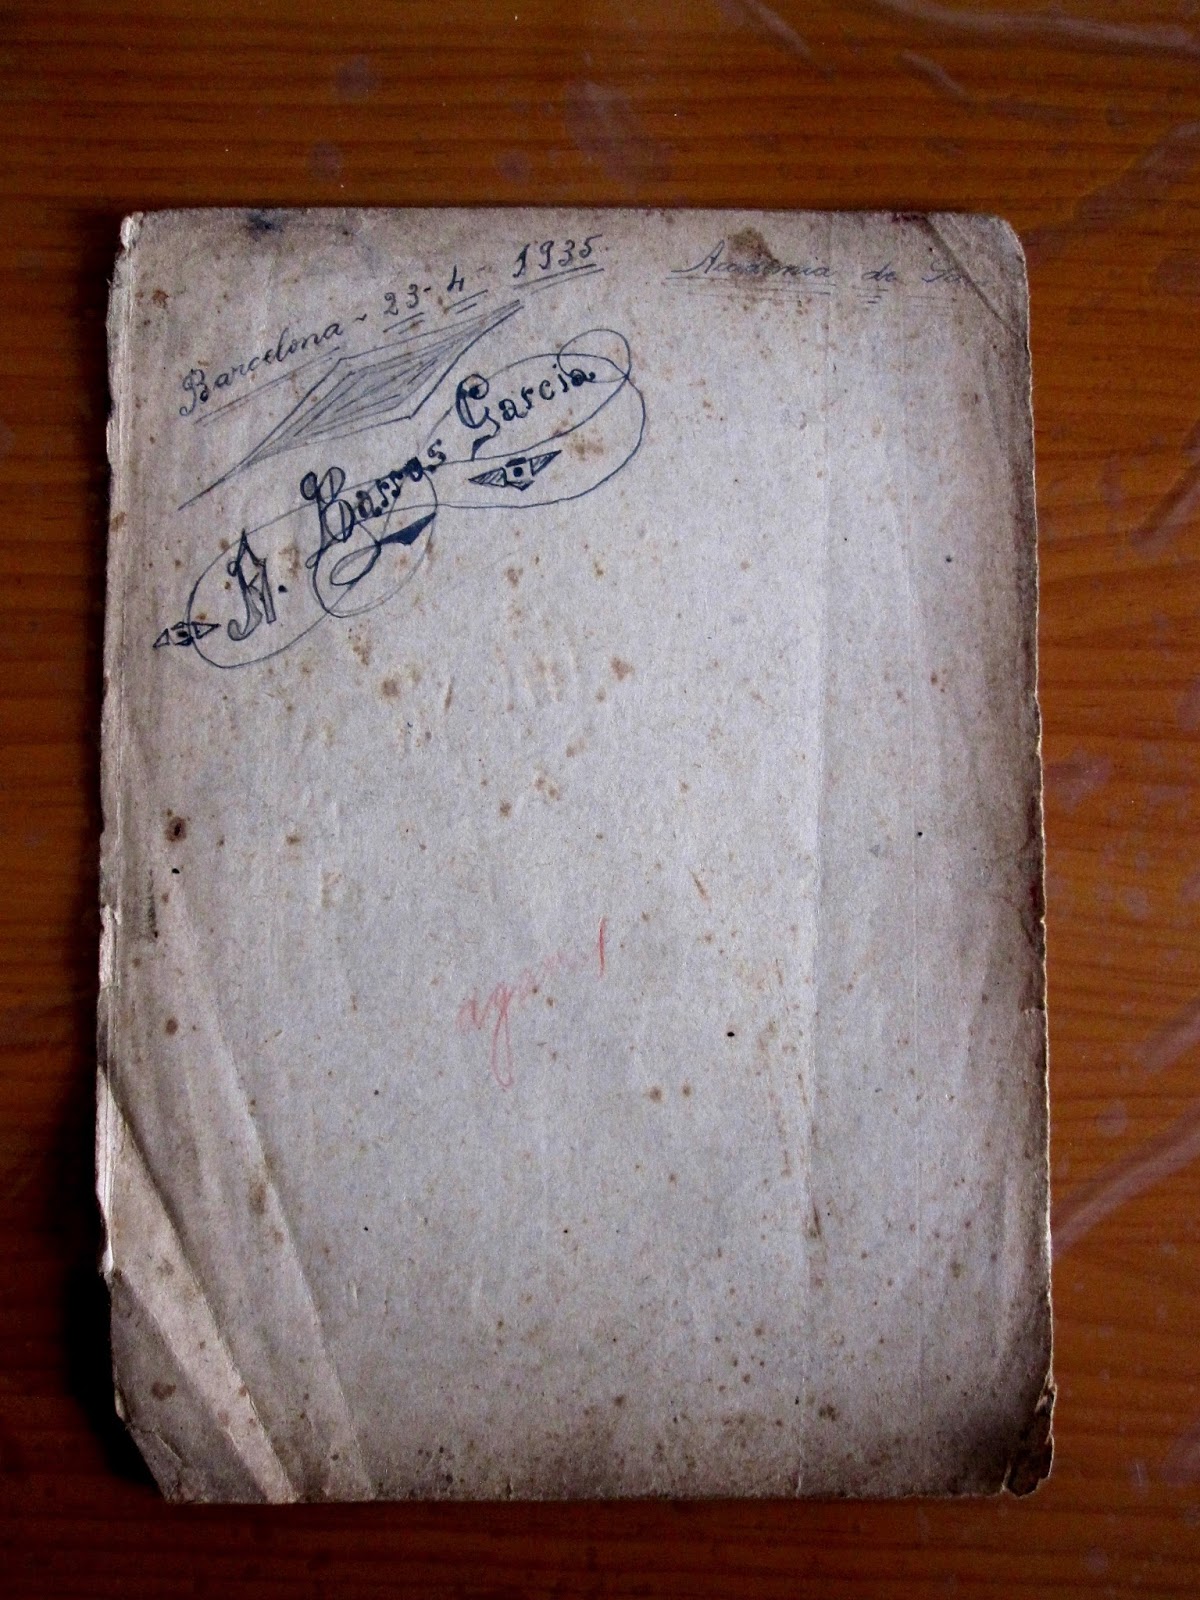 Barcelona - 23 - 4 - 1935.
Academia de
A. Barros Garcia